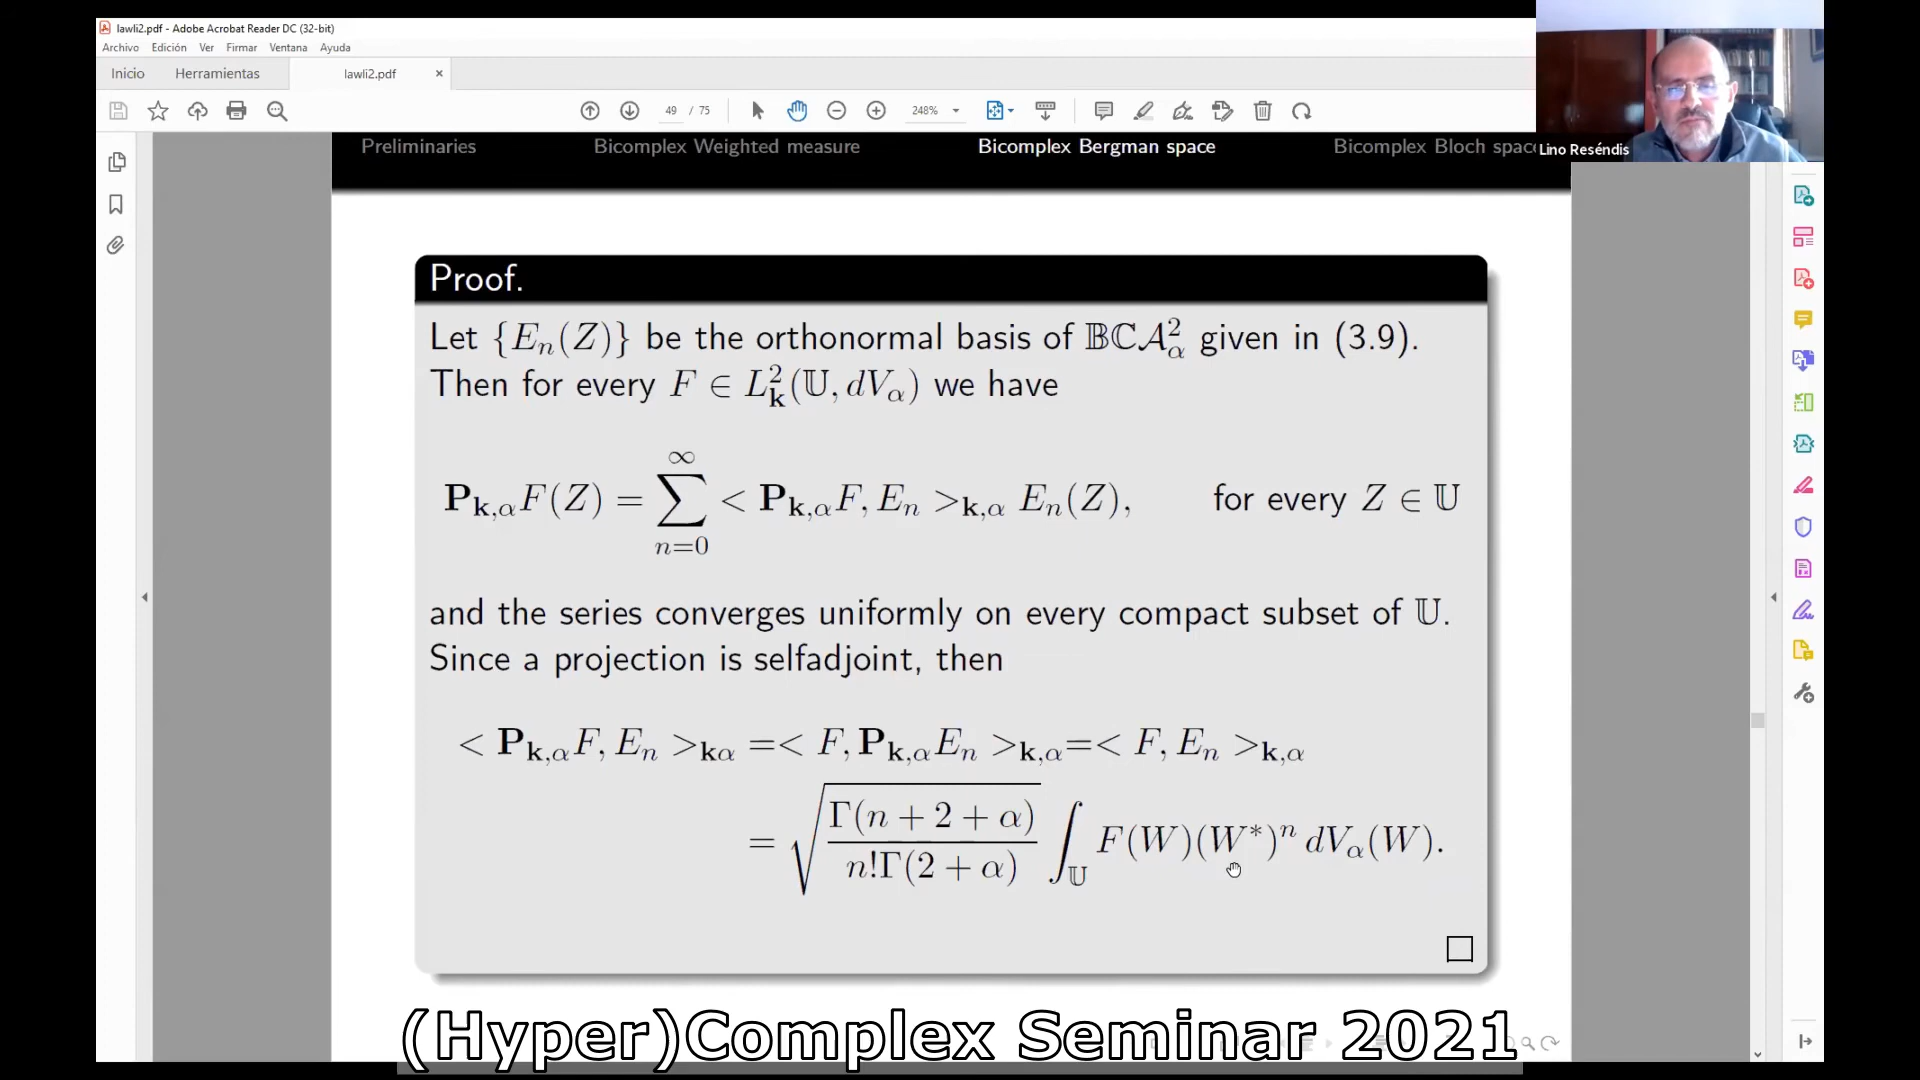 lawli2.pdf - Adobe Acrobat Reader DC (32-bit)
Archivo Edición Ver Firmar Ventana Ayuda
Inicio Herramientas lawli2.pdf ×
49 / 75 248%
Lino Reséndis
Preliminaries Bicomplex Weighted measure Bicomplex Bergman space Bicomplex Bloch space
Proof.
Let {E_n(Z)} be the orthonormal basis of 𝔹ℂ𝒜²_α given in (3.9).
Then for every F ∈ L²_𝐤(𝕌, dV_α) we have
𝐏_{𝐤,α}F(Z) = ∑_{n=0}^{∞} < 𝐏_{𝐤,α}F, E_n >_{𝐤,α} E_n(Z), for every Z ∈ 𝕌
and the series converges uniformly on every compact subset of 𝕌.
Since a projection is selfadjoint, then
< 𝐏_{𝐤,α}F, E_n >_{𝐤α} =< F, 𝐏_{𝐤,α}E_n >_{𝐤,α}=< F, E_n >_{𝐤,α}
= √(Γ(n + 2 + α) / n!Γ(2 + α)) ∫_𝕌 F(W)(W*)ⁿ dV_α(W).
□
(Hyper)Complex Seminar 2021